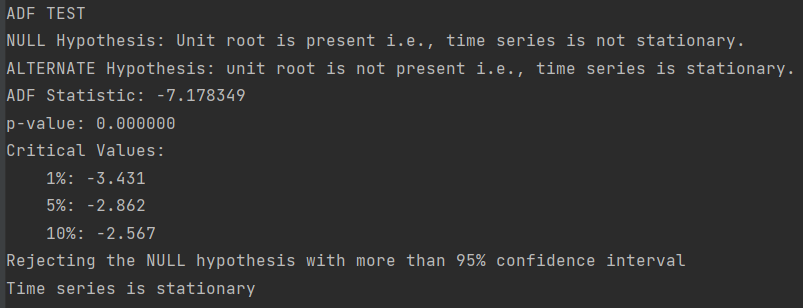 ADF TEST
NULL Hypothesis: Unit root is present i.e., time series is not stationary.
ALTERNATE Hypothesis: unit root is not present i.e., time series is stationary.
ADF Statistic: -7.178349
p-value: 0.000000
Critical Values:
    1%: -3.431
    5%: -2.862
    10%: -2.567
Rejecting the NULL hypothesis with more than 95% confidence interval
Time series is stationary